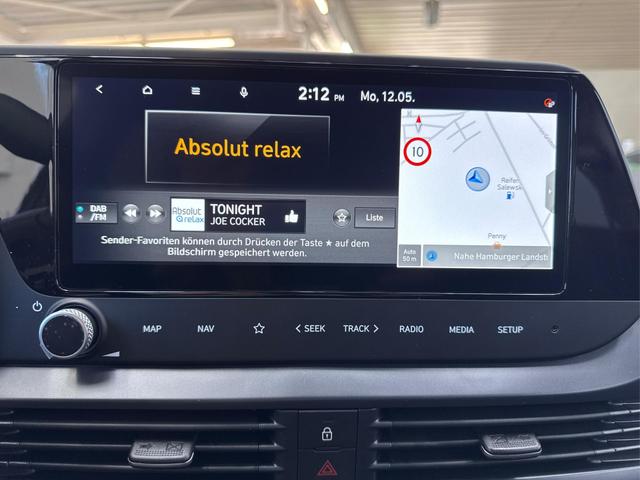 2:12 PM Mo, 12.05.
Absolut relax
10
Reifen
Salewski
DAB
/FM
Absolut
relax
TONIGHT
JOE COCKER
Liste
Penny
Sender-Favoriten können durch Drücken der Taste ★ auf dem
Bildschirm gespeichert werden.
Auto
50 m
Nahe Hamburger Landstr
MAP NAV SEEK TRACK RADIO MEDIA SETUP